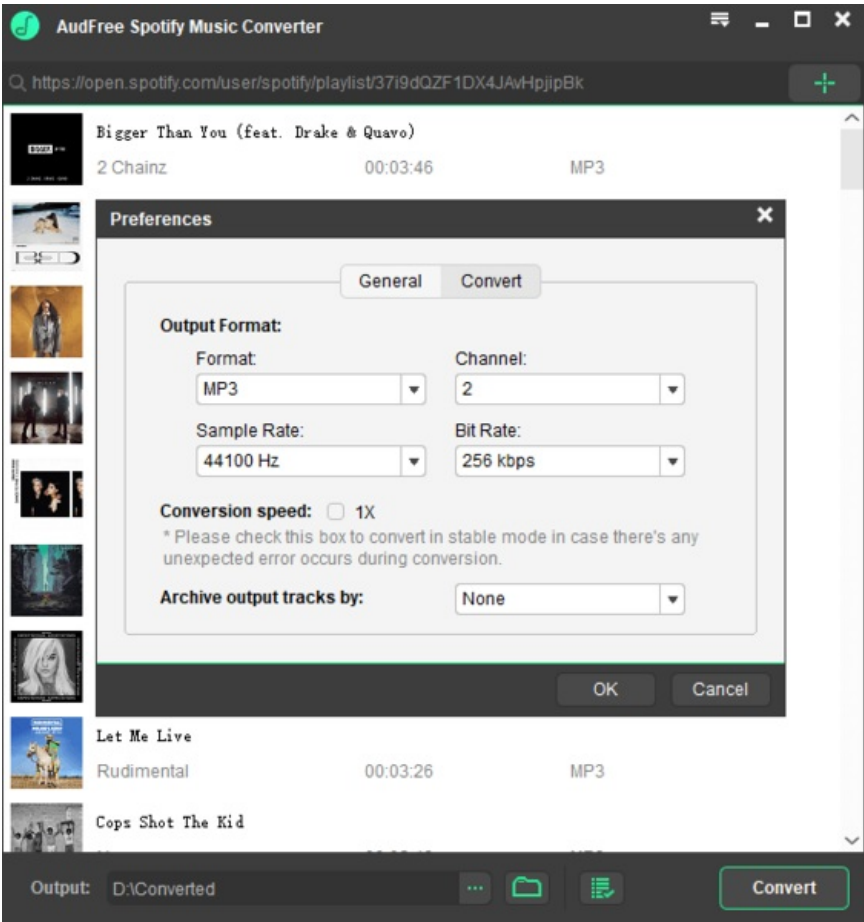 AudFree Spotify Music Converter
https://open.spotify.com/user/spotify/playlist/37i9dQZF1DX4JAvHpjipBk
Bigger Than You (feat. Drake & Quavo)
2 Chainz 00:03:46 MP3
Preferences
General Convert
Output Format:
Format: Channel:
MP3 2
Sample Rate: Bit Rate:
44100 Hz 256 kbps
Conversion speed: 1X
* Please check this box to convert in stable mode in case there's any
unexpected error occurs during conversion.
Archive output tracks by: None
OK Cancel
Let Me Live
Rudimental 00:03:26 MP3
Cops Shot The Kid
Output: D:\Converted ... Convert